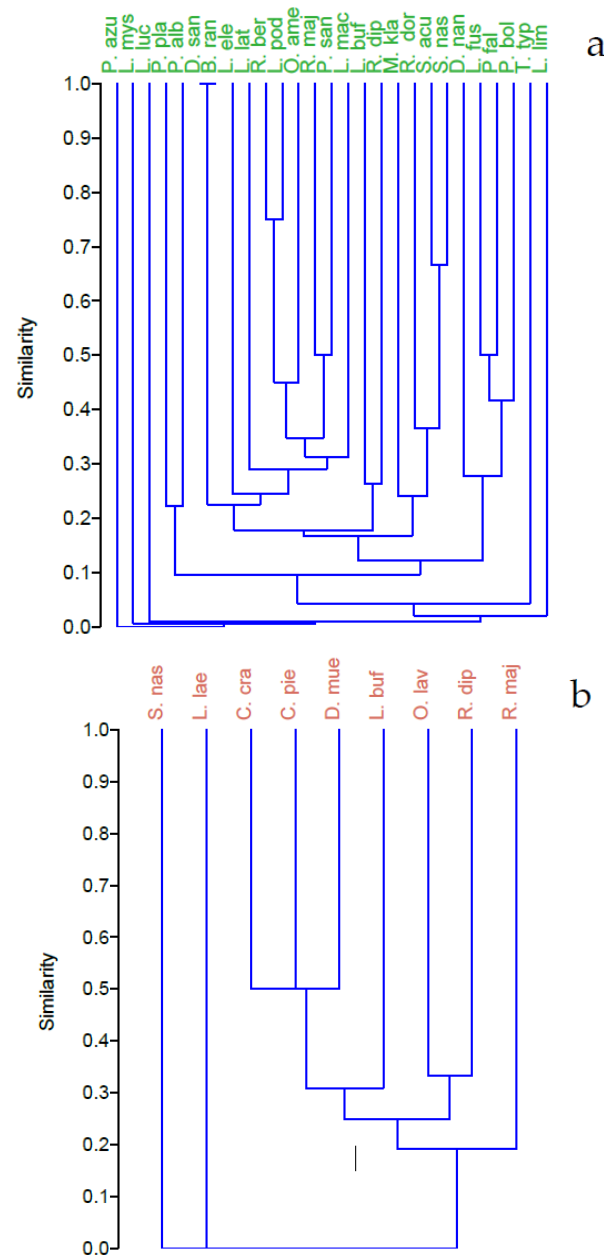 a
P. azu
L. mys
L. luc
P. pla
P. alb
D. san
B. ran
L. ele
L. lat
R. ber
L. pod
O. ame
R. maj
P. san
L. mac
L. buf
R. dip
M. kla
R. dor
S. acu
S. nas
D. nan
L. fus
P. fal
P. bol
T. typ
L. lim
1.0
0.9
0.8
0.7
0.6
0.5
0.4
0.3
0.2
0.1
0.0
Similarity
b
S. nas
L. lae
C. cra
C. pie
D. mue
L. buf
O. lav
R. dip
R. maj
1.0
0.9
0.8
0.7
0.6
0.5
0.4
0.3
0.2
0.1
0.0
Similarity